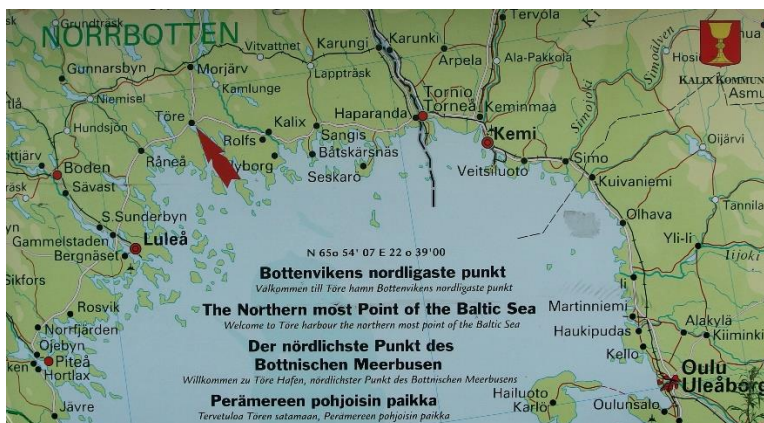 Grundträsk
NORRBOTTEN
Vitvattnet
Karungi
Karunki
Tervola
Arpela
Ala-Pakkola
Simoälven
KALIX KOMMUN
Gunnarsbyn
Morjärv
Lappträsk
Niemisel
Kamlunge
Tornio
Torneå
Haparanda
Keminmaa
Simojoki
Hundsjön
Töre
Kalix
Rolfs
Sangis
Kemi
Oijärvi
Båtskärsnäs
Råneå
Seskarö
Veitsiluoto
Simo
Boden
Kuivaniemi
Sävast
S.Sunderbyn
Olhava
Gammelstaden
Luleå
Yli-Ii
Bergnäset
Iijoki
N 65o 54' 07 E 22 o 39'00
Bottenvikens nordligaste punkt
Välkommen till Töre hamn Bottenvikens nordligaste punkt
Ii
The Northern most Point of the Baltic Sea
Welcome to Töre harbour the northern most point of the Baltic Sea
Rosvik
Martinniemi
Alakylä
Norrfjärden
Haukipudas
Kiiminki
Öjebyn
Der nördlichste Punkt des
Bottnischen Meerbusen
Kello
Piteå
Willkommen zu Töre Hafen, nördlichster Punkt des Bottnischen Meerbusens
Hortlax
Oulu
Uleåborg
Perämereen pohjoisin paikka
Tervetuloa Tören satamaan, Perämereen pohjoisin paikka
Hailuoto
Karlö
Jävre
Oulunsalo